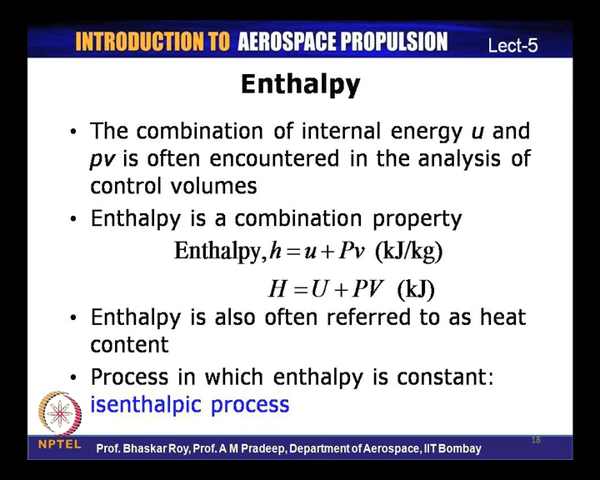 INTRODUCTION TO AEROSPACE PROPULSION Lect-5
Enthalpy
• The combination of internal energy u and
pv is often encountered in the analysis of
control volumes
• Enthalpy is a combination property
Enthalpy, h = u + Pv (kJ/kg)
H = U + PV (kJ)
• Enthalpy is also often referred to as heat
content
• Process in which enthalpy is constant:
isenthalpic process
NPTEL
Prof. Bhaskar Roy, Prof. A M Pradeep, Department of Aerospace, IIT Bombay
18